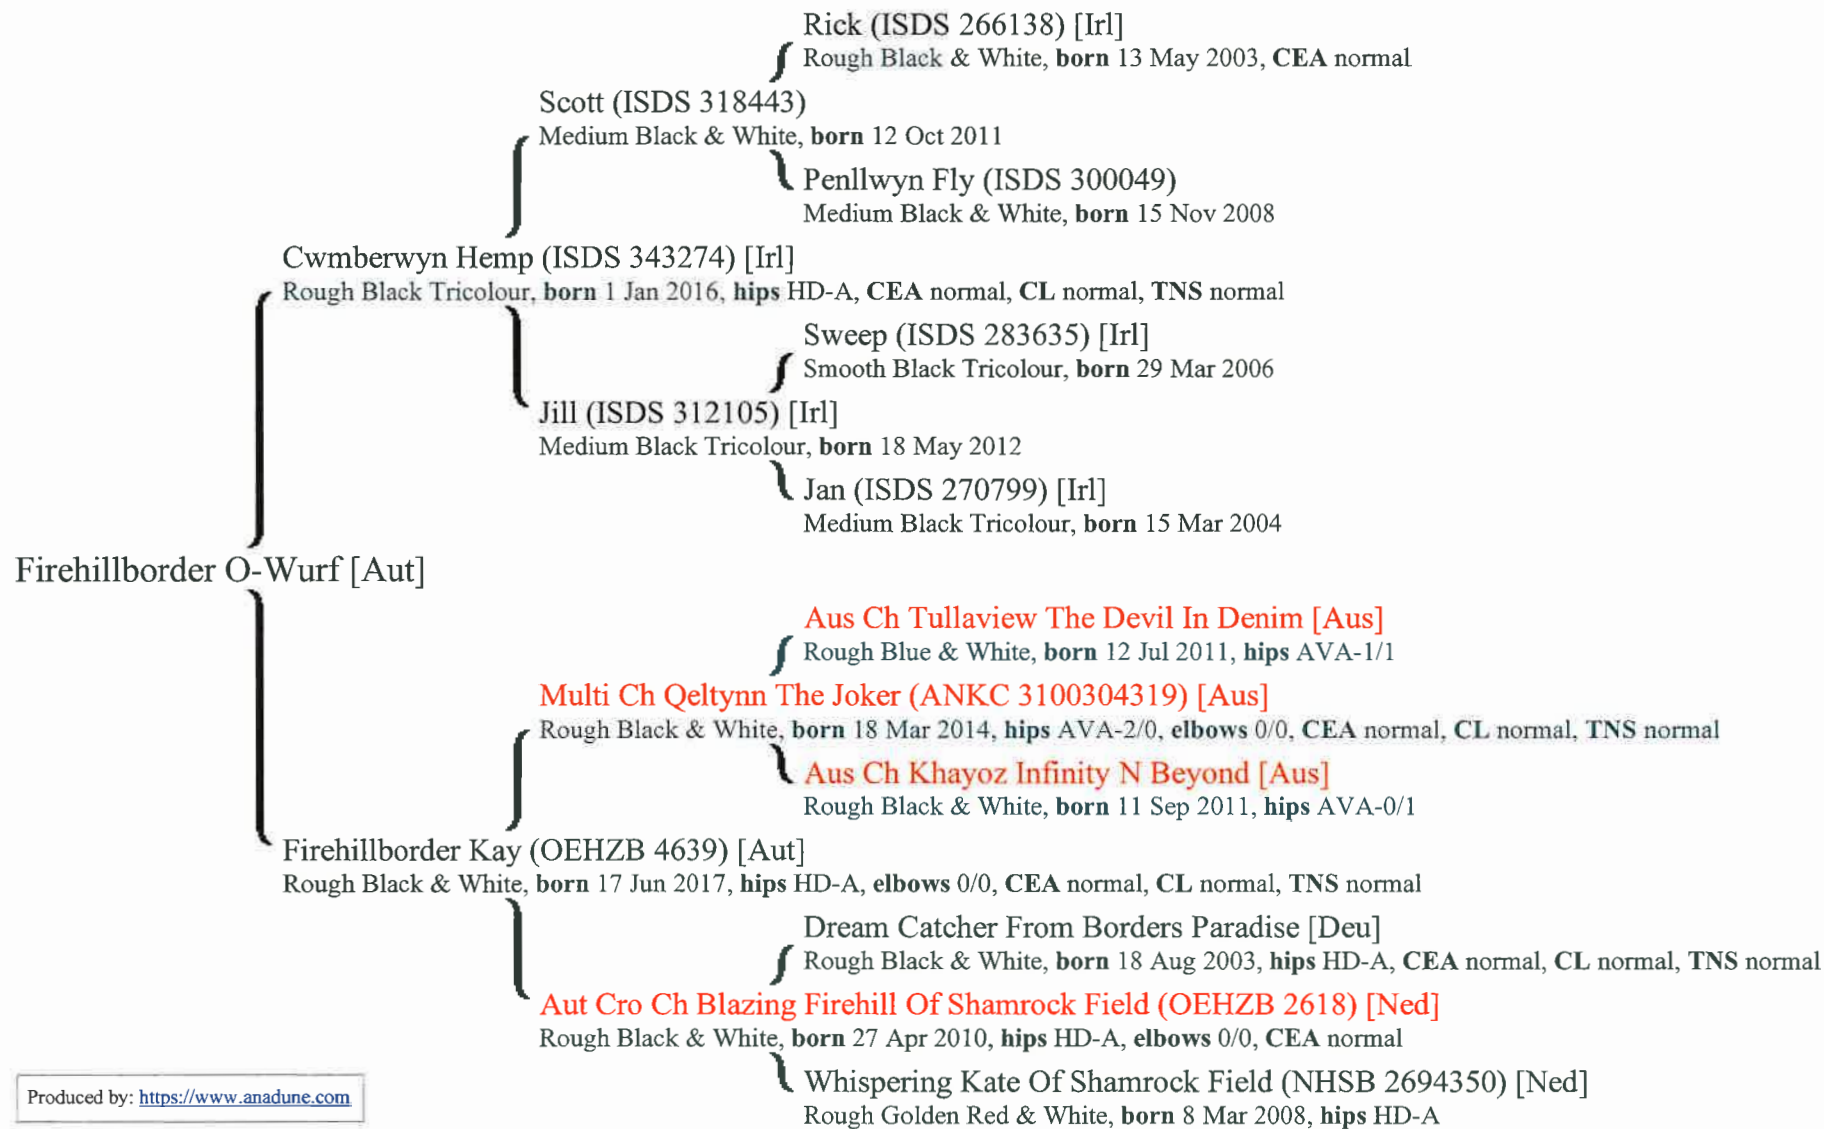 Rick (ISDS 266138) [Irl]
Rough Black & White, born 13 May 2003, CEA normal
Scott (ISDS 318443)
Medium Black & White, born 12 Oct 2011
Penllwyn Fly (ISDS 300049)
Medium Black & White, born 15 Nov 2008
Cwmberwyn Hemp (ISDS 343274) [Irl]
Rough Black Tricolour, born 1 Jan 2016, hips HD-A, CEA normal, CL normal, TNS normal
Sweep (ISDS 283635) [Irl]
Smooth Black Tricolour, born 29 Mar 2006
Jill (ISDS 312105) [Irl]
Medium Black Tricolour, born 18 May 2012
Jan (ISDS 270799) [Irl]
Medium Black Tricolour, born 15 Mar 2004
Firehillborder O-Wurf [Aut]
Aus Ch Tullaview The Devil In Denim [Aus]
Rough Blue & White, born 12 Jul 2011, hips AVA-1/1
Multi Ch Qeltynn The Joker (ANKC 3100304319) [Aus]
Rough Black & White, born 18 Mar 2014, hips AVA-2/0, elbows 0/0, CEA normal, CL normal, TNS normal
Aus Ch Khayoz Infinity N Beyond [Aus]
Rough Black & White, born 11 Sep 2011, hips AVA-0/1
Firehillborder Kay (OEHZB 4639) [Aut]
Rough Black & White, born 17 Jun 2017, hips HD-A, elbows 0/0, CEA normal, CL normal, TNS normal
Dream Catcher From Borders Paradise [Deu]
Rough Black & White, born 18 Aug 2003, hips HD-A, CEA normal, CL normal, TNS normal
Aut Cro Ch Blazing Firehill Of Shamrock Field (OEHZB 2618) [Ned]
Rough Black & White, born 27 Apr 2010, hips HD-A, elbows 0/0, CEA normal
Whispering Kate Of Shamrock Field (NHSB 2694350) [Ned]
Rough Golden Red & White, born 8 Mar 2008, hips HD-A
Produced by: https://www.anadune.com